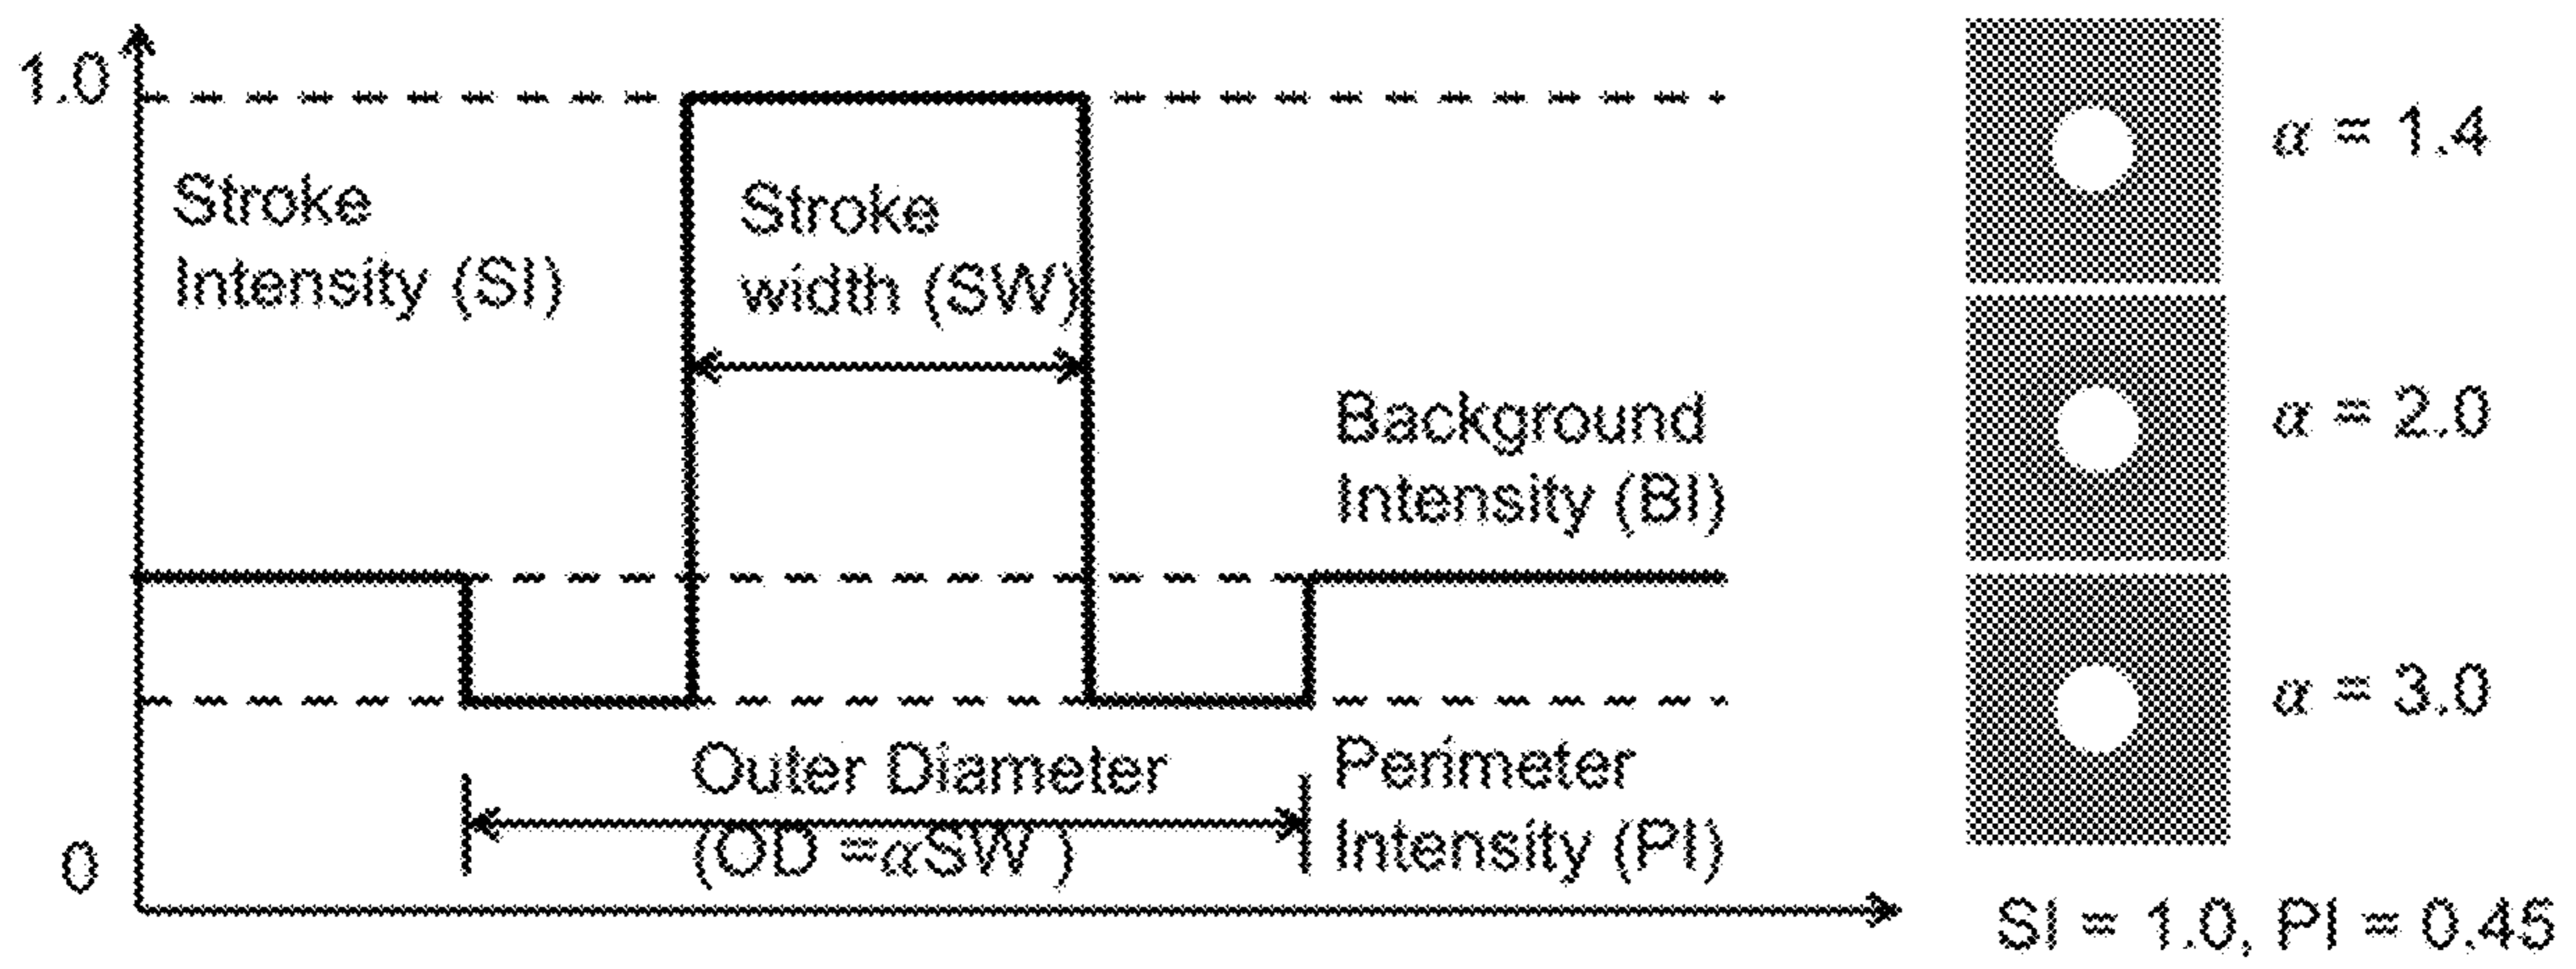 1.0
Stroke
Intensity (SI)
Stroke
width (SW)
Background
Intensity (BI)
Outer Diameter
(OD =αSW )
Perimeter
Intensity (PI)
0
α = 1.4
α = 2.0
α = 3.0
SI = 1.0, PI = 0.45